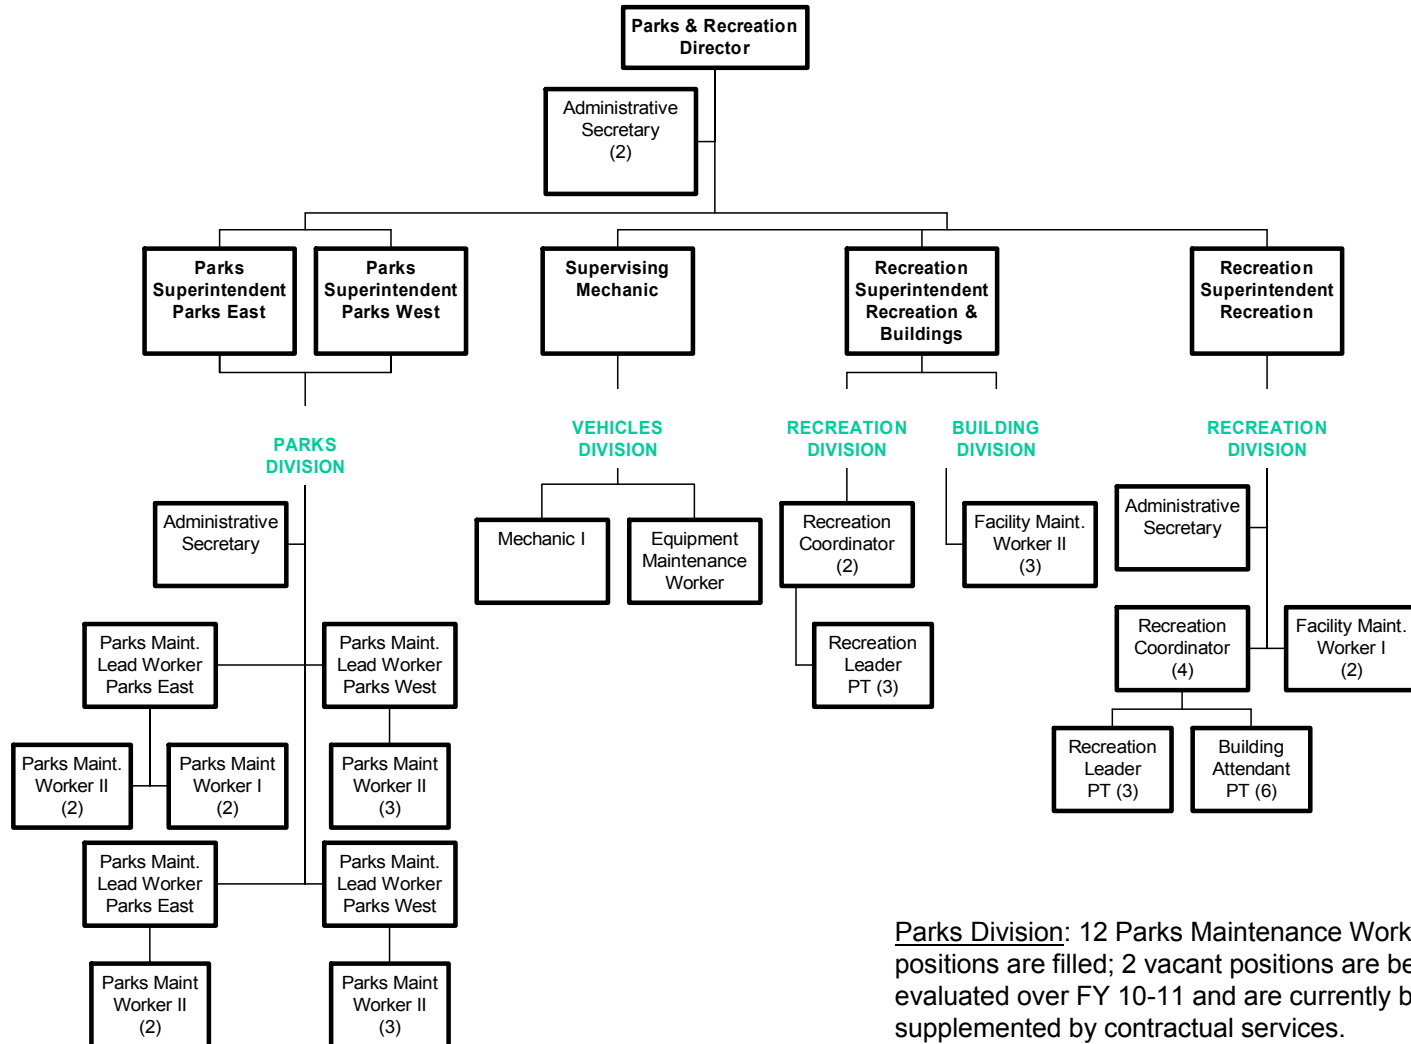 Parks & Recreation
Director
Administrative
Secretary
(2)
Parks
Superintendent
Parks East
Parks
Superintendent
Parks West
Supervising
Mechanic
Recreation
Superintendent
Recreation &
Buildings
Recreation
Superintendent
Recreation
PARKS
DIVISION
VEHICLES
DIVISION
RECREATION
DIVISION
BUILDING
DIVISION
RECREATION
DIVISION
Administrative
Secretary
Mechanic I
Equipment
Maintenance
Worker
Recreation
Coordinator
(2)
Facility Maint.
Worker II
(3)
Administrative
Secretary
Parks Maint.
Lead Worker
Parks East
Parks Maint.
Lead Worker
Parks West
Recreation
Leader
PT (3)
Recreation
Coordinator
(4)
Facility Maint.
Worker I
(2)
Parks Maint.
Worker II
(2)
Parks Maint
Worker I
(2)
Parks Maint
Worker II
(3)
Recreation
Leader
PT (3)
Building
Attendant
PT (6)
Parks Maint.
Lead Worker
Parks East
Parks Maint.
Lead Worker
Parks West
Parks Maint
Worker II
(2)
Parks Maint
Worker II
(3)
Parks Division: 12 Parks Maintenance Work
positions are filled; 2 vacant positions are be
evaluated over FY 10-11 and are currently b
supplemented by contractual services.